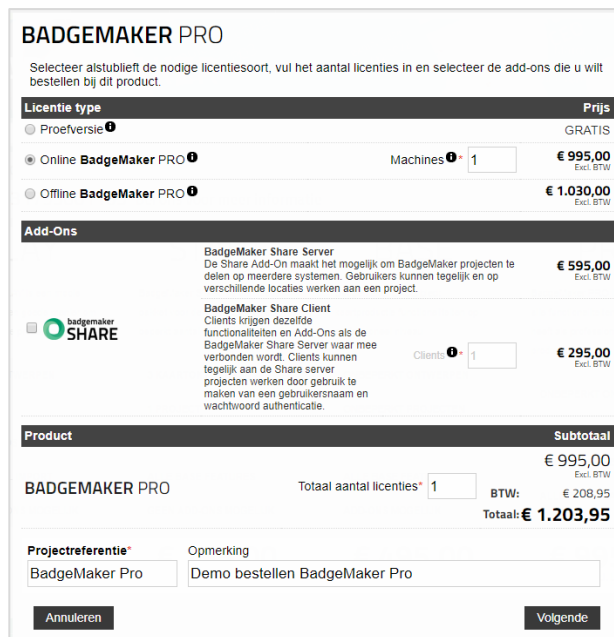 BADGEMAKER PRO
Selecteer alstublieft de nodige licentiesoort, vul het aantal licenties in en selecteer de add-ons die u wilt
bestellen bij dit product.
Licentie type Prijs
Proefversie GRATIS
Online BadgeMaker PRO Machines * 1 € 995,00
Excl. BTW
Offline BadgeMaker PRO € 1.030,00
Excl. BTW
Add-Ons
BadgeMaker Share Server
De Share Add-On maakt het mogelijk om BadgeMaker projecten te
delen op meerdere systemen. Gebruikers kunnen tegelijk en op
verschillende locaties werken aan een project.
€ 595,00
Excl. BTW
badgemaker
SHARE
BadgeMaker Share Client
Clients krijgen dezelfde
functionaliteiten en Add-Ons als de
BadgeMaker Share Server waar mee
verbonden wordt. Clients kunnen
tegelijk aan de Share server
projecten werken door gebruik te
maken van een gebruikersnaam en
wachtwoord authenticatie.
Clients * 1
€ 295,00
Excl. BTW
Product Subtotaal
€ 995,00
Excl. BTW
BADGEMAKER PRO Totaal aantal licenties* 1
BTW: € 208,95
Totaal: € 1.203,95
Projectreferentie* Opmerking
BadgeMaker Pro Demo bestellen BadgeMaker Pro
Annuleren Volgende